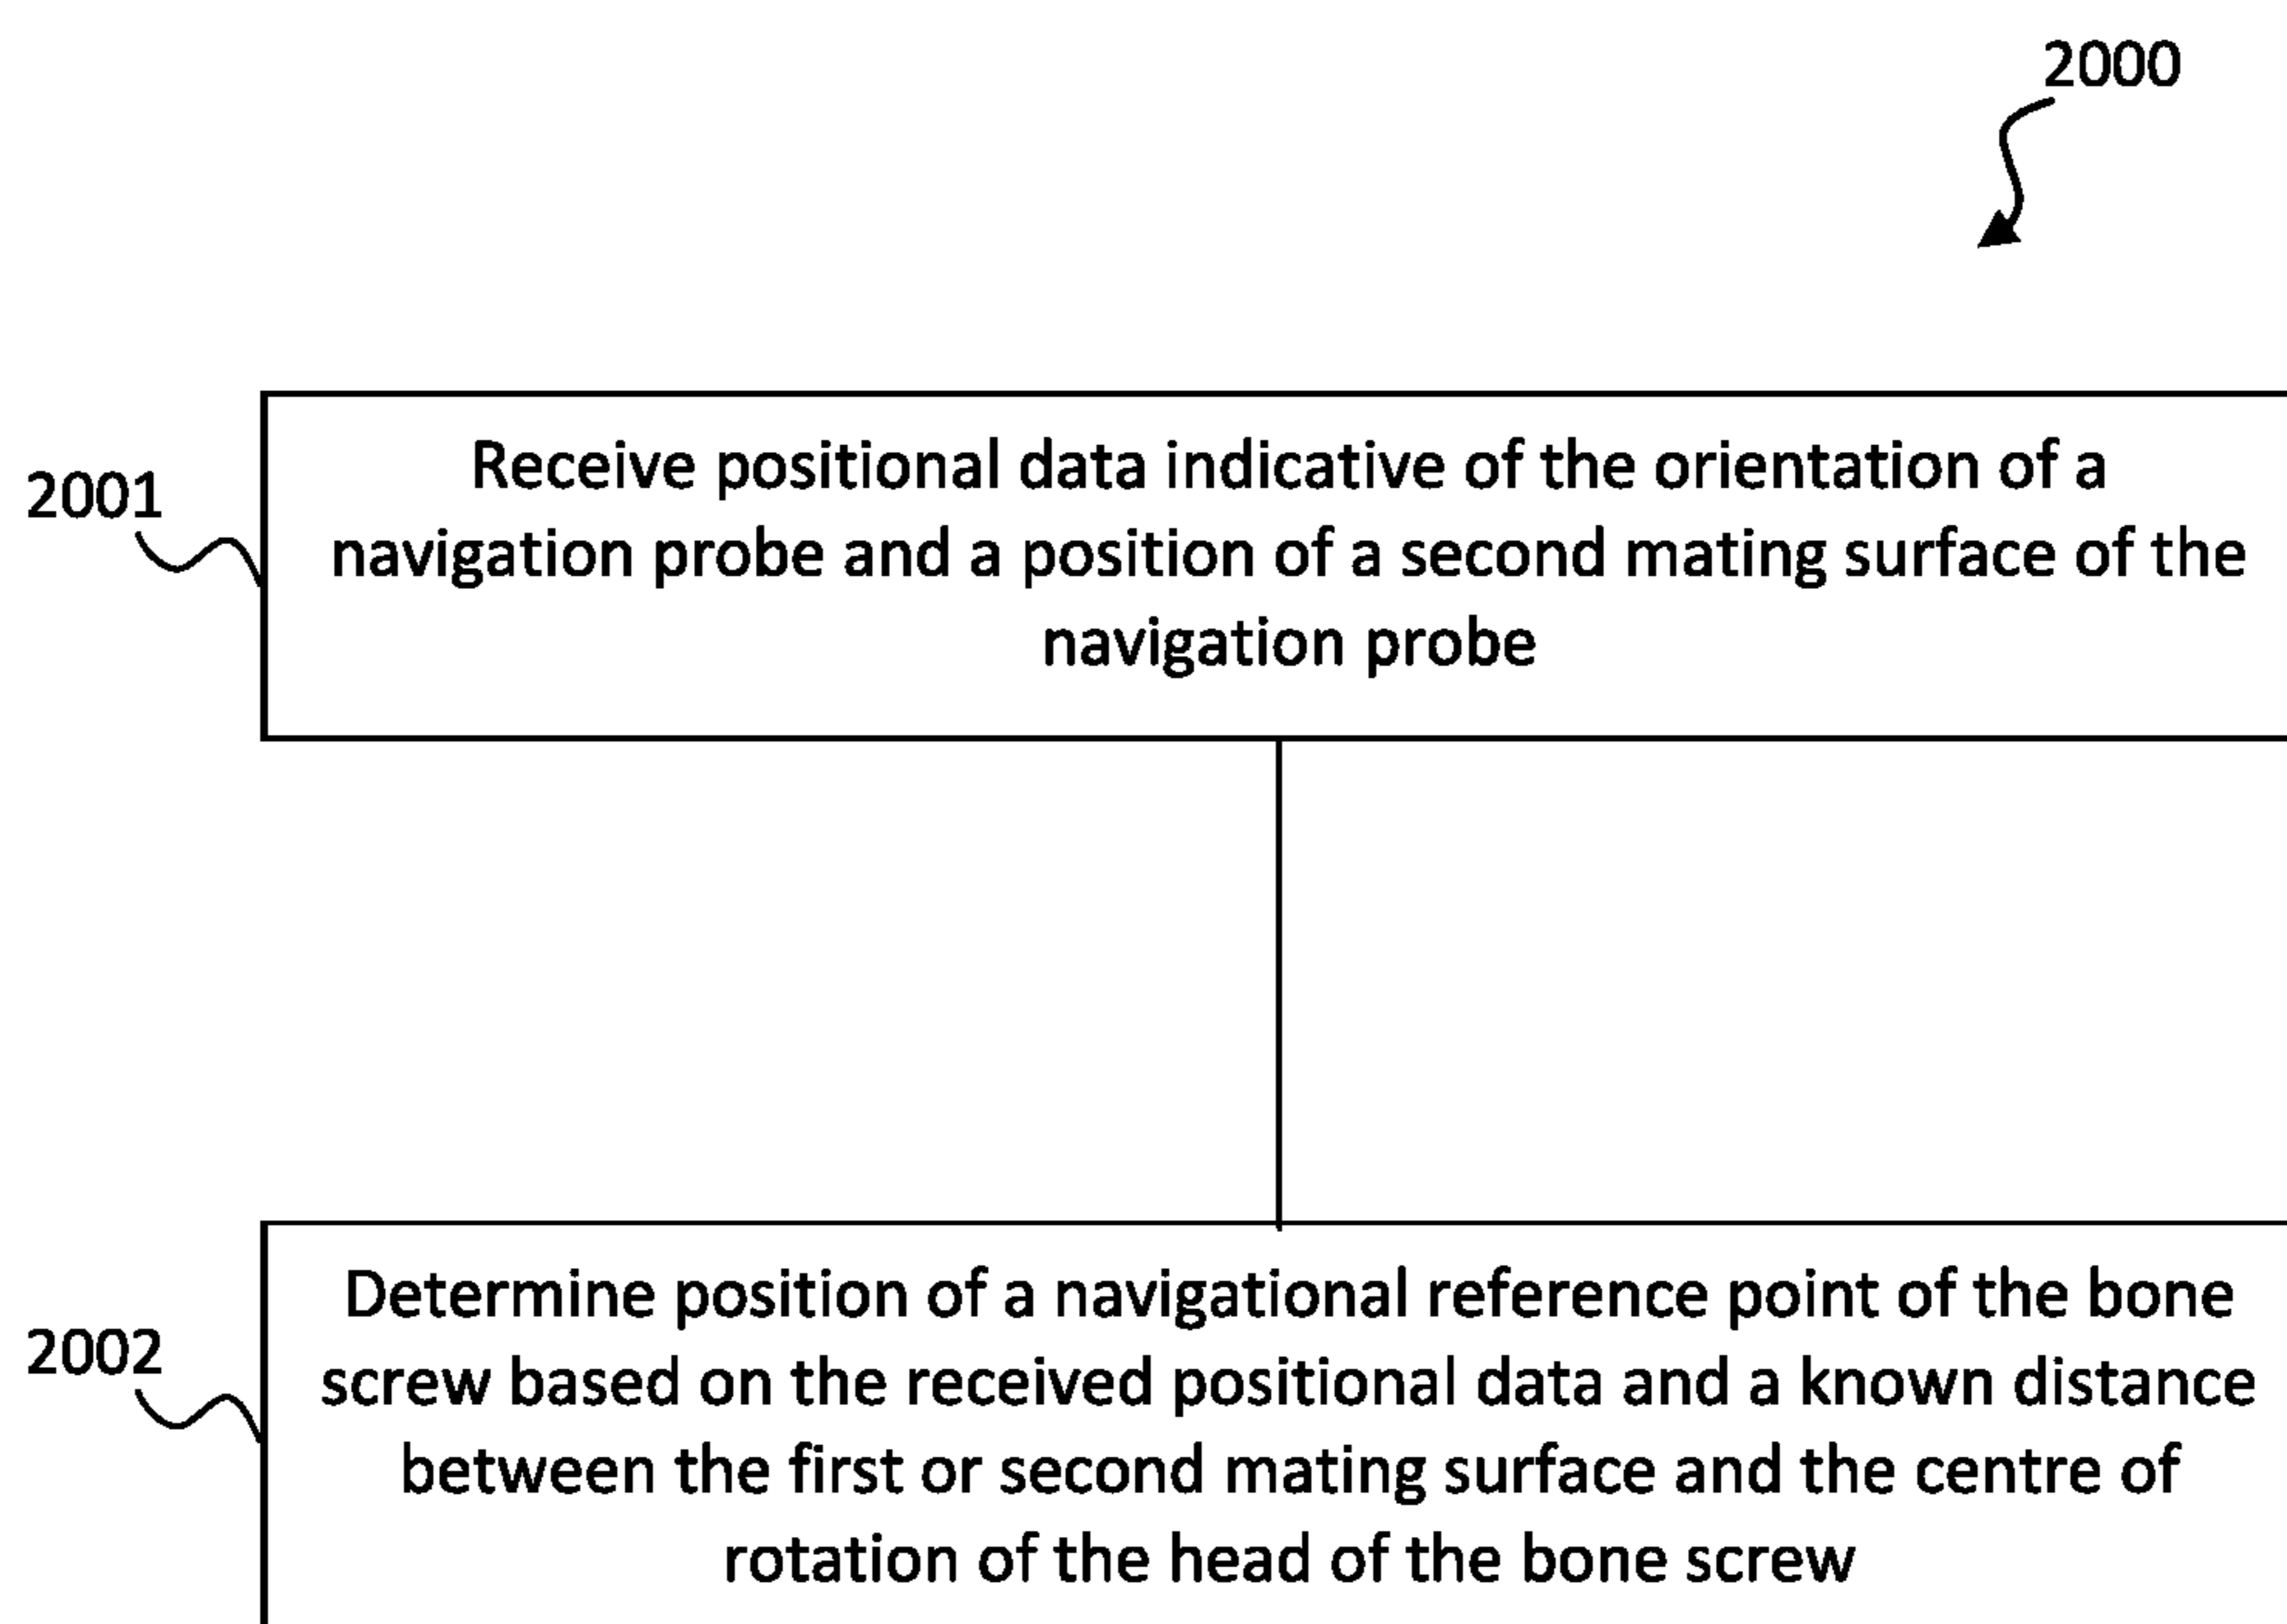 2000
2001
Receive positional data indicative of the orientation of a
navigation probe and a position of a second mating surface of the
navigation probe
2002
Determine position of a navigational reference point of the bone
screw based on the received positional data and a known distance
between the first or second mating surface and the centre of
rotation of the head of the bone screw